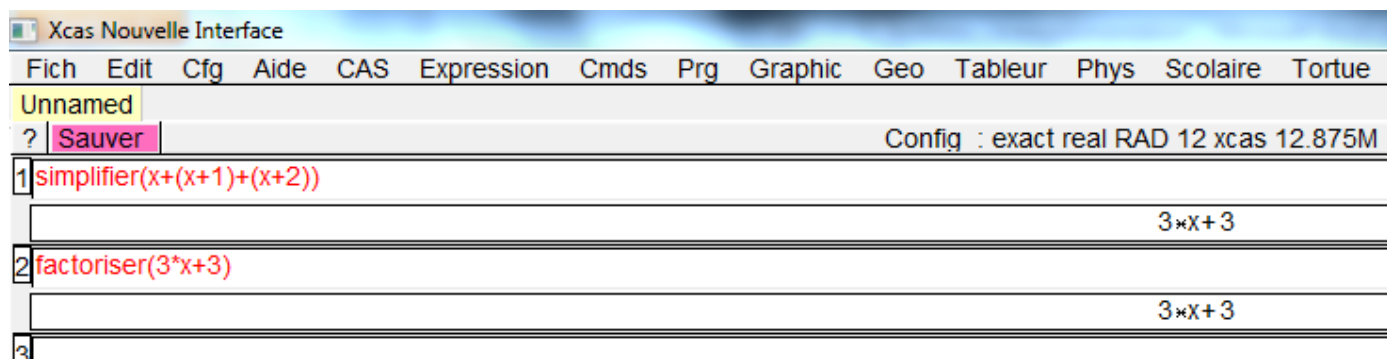 Xcas Nouvelle Interface
Fich Edit Cfg Aide CAS Expression Cmds Prg Graphic Geo Tableur Phys Scolaire Tortue
Unnamed
? Sauver Config : exact real RAD 12 xcas 12.875M
1 simplifier(x+(x+1)+(x+2))
3*x+3
2 factoriser(3*x+3)
3*x+3
3